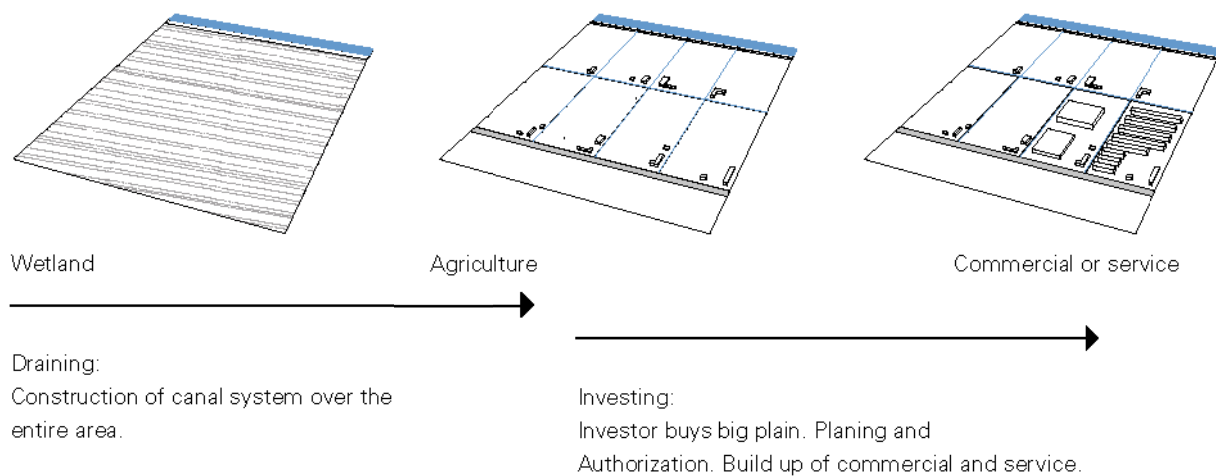 Wetland
Agriculture
Commercial or service
Draining:
Construction of canal system over the
entire area.
Investing:
Investor buys big plain. Planing and
Authorization. Build up of commercial and service.